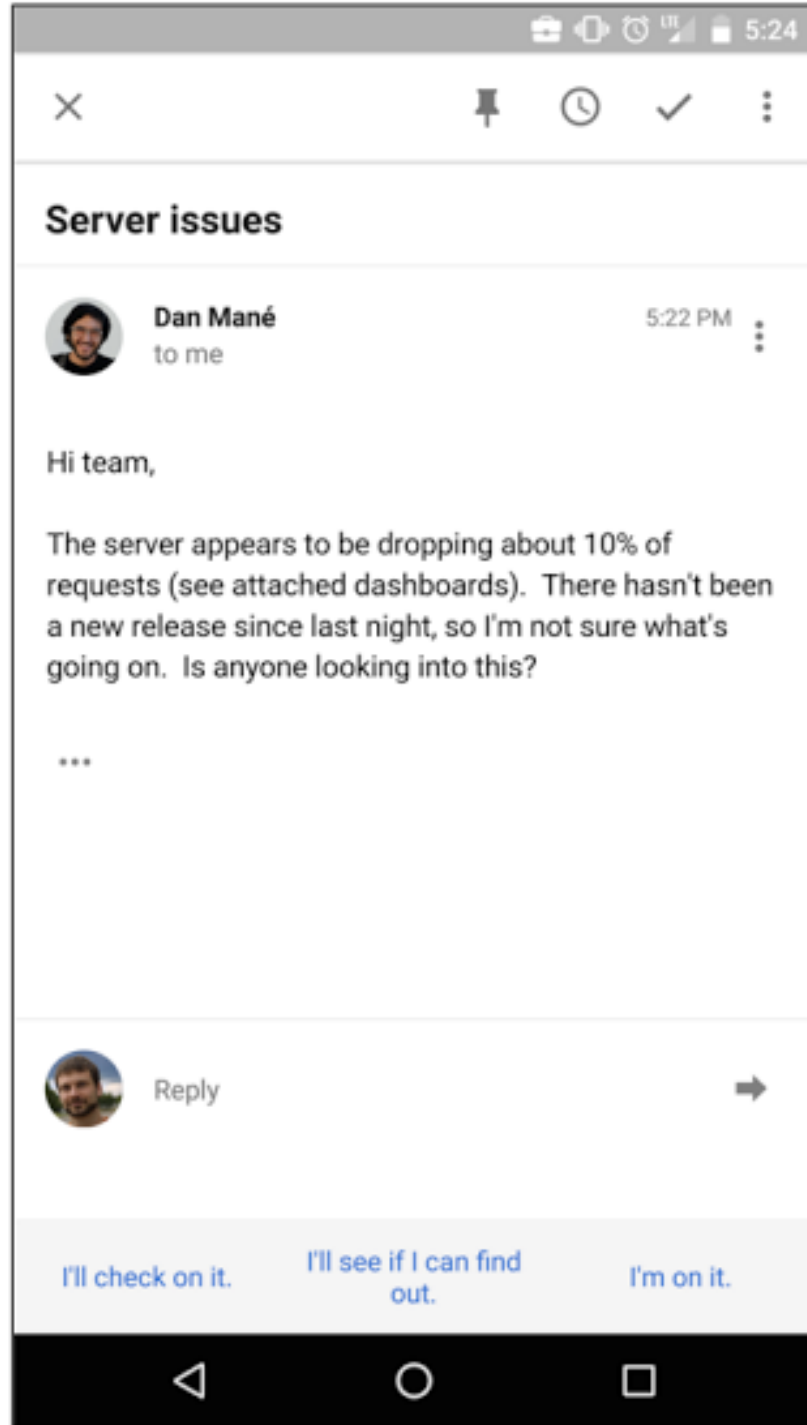 LTE 5:24
Server issues
Dan Mané 5:22 PM
to me
Hi team,
The server appears to be dropping about 10% of
requests (see attached dashboards).  There hasn't been
a new release since last night, so I'm not sure what's
going on.  Is anyone looking into this?
Reply
I'll check on it.
I'll see if I can find
out.
I'm on it.